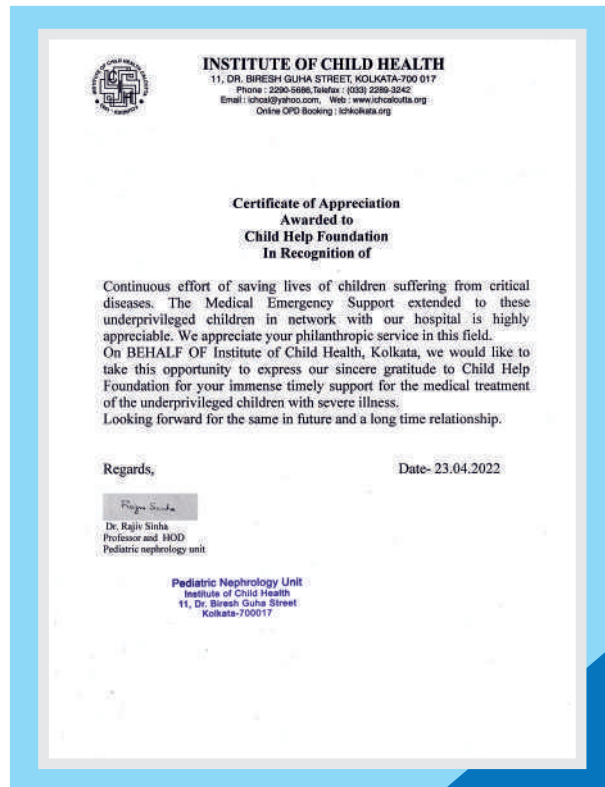 INSTITUTE OF CHILD HEALTH
11, DR. BIRESH GUHA STREET, KOLKATA-700 017
Phone : 2290-5686,Telefax : (033) 2289-3242
Email : ichcal@yahoo.com, Web : www.ichcalcutta.org
Online OPD Booking : Ichkolkata.org
Certificate of Appreciation
Awarded to
Child Help Foundation
In Recognition of
Continuous effort of saving lives of children suffering from critical
diseases. The Medical Emergency Support extended to these
underprivileged children in network with our hospital is highly
appreciable. We appreciate your philanthropic service in this field.
On BEHALF OF Institute of Child Health, Kolkata, we would like to
take this opportunity to express our sincere gratitude to Child Help
Foundation for your immense timely support for the medical treatment
of the underprivileged children with severe illness.
Looking forward for the same in future and a long time relationship.
Regards, Date- 23.04.2022
Rajiv Sinha
Dr. Rajiv Sinha
Professor and HOD
Pediatric nephrology unit
Pediatric Nephrology Unit
Institute of Child Health
11, Dr. Biresh Guha Street
Kolkata-700017